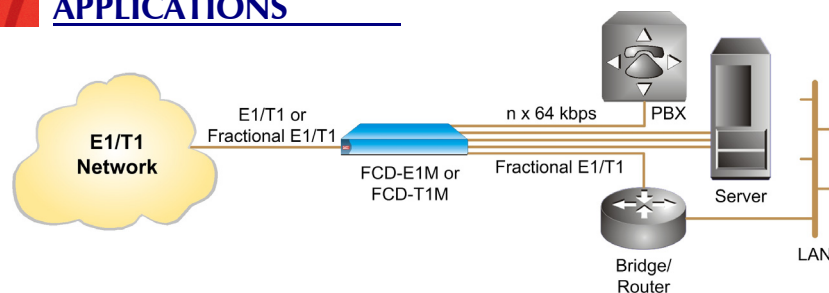 APPLICATIONS
E1/T1
Network
E1/T1 or
Fractional E1/T1
FCD-E1M or
FCD-T1M
n x 64 kbps
PBX
Fractional E1/T1
Server
Bridge/
Router
LAN